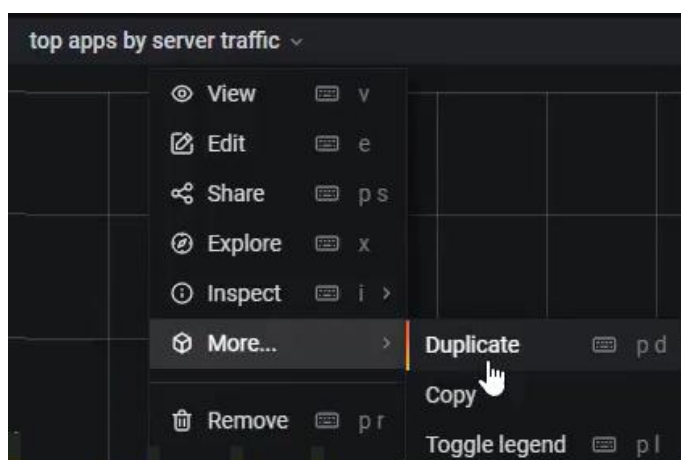 top apps by server traffic
View v
Edit e
Share p s
Explore x
Inspect i
More...
Duplicate p d
Copy
Remove p r
Toggle legend p l